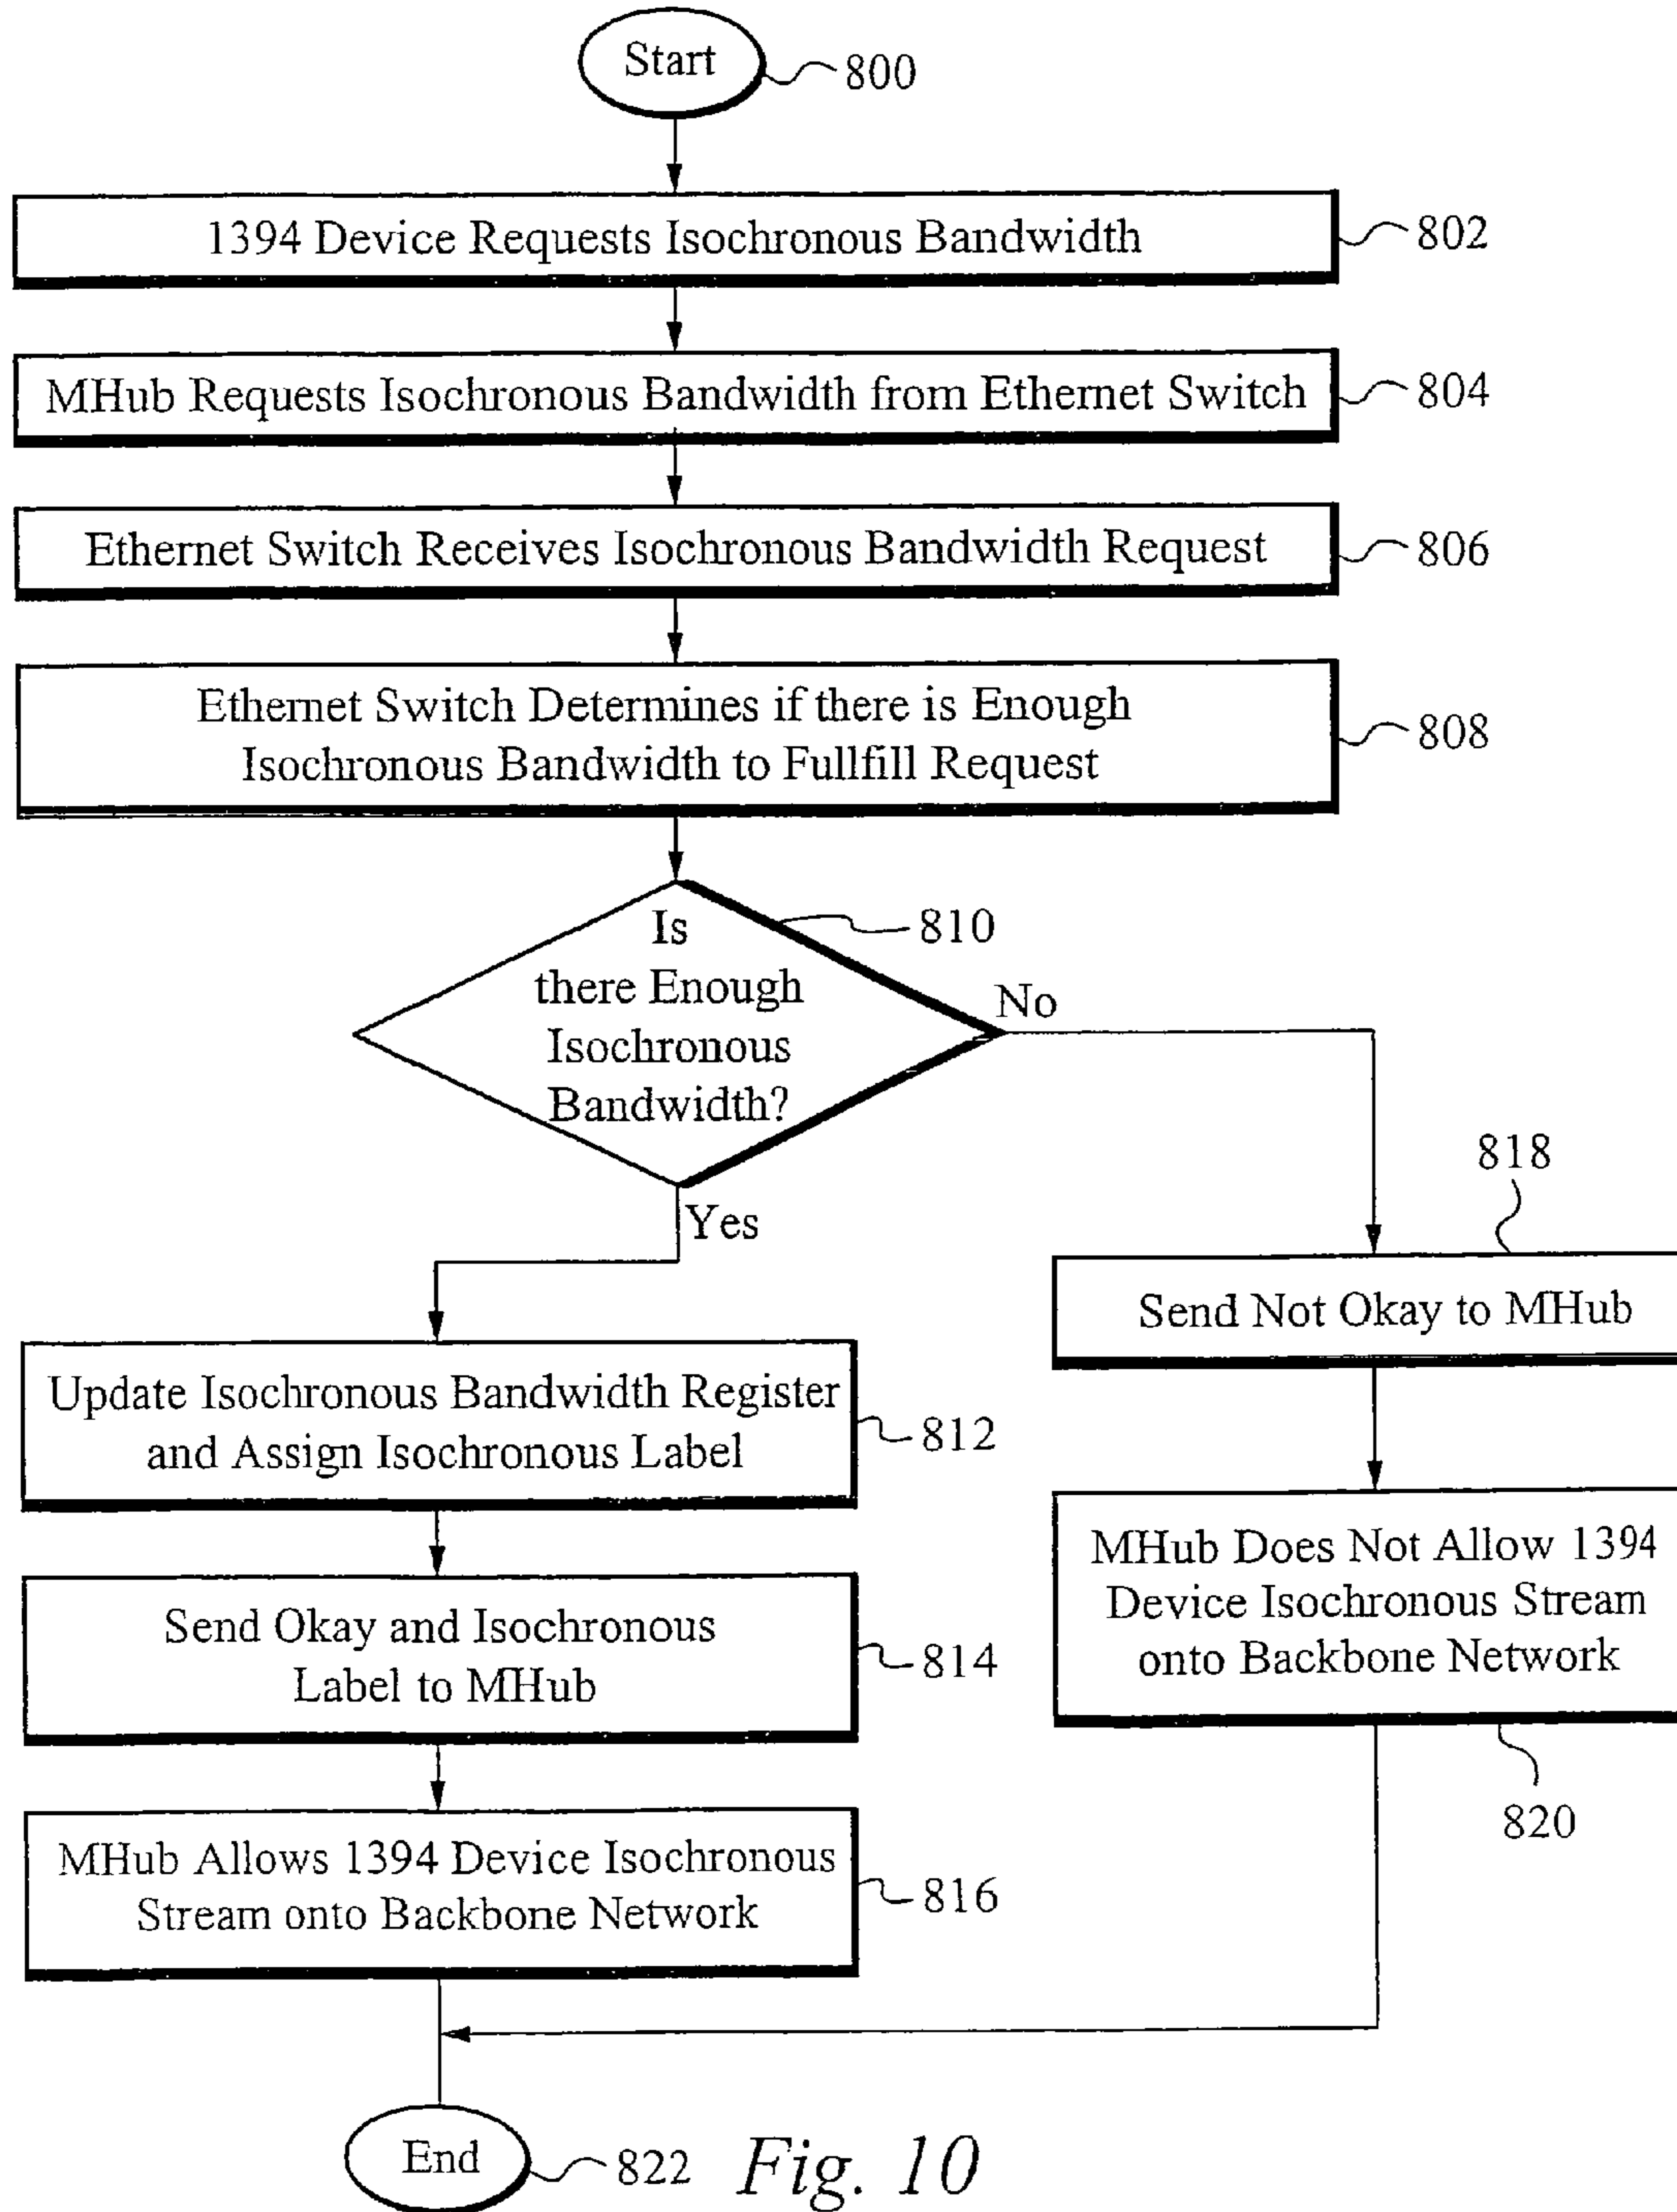 Start
800
1394 Device Requests Isochronous Bandwidth
802
MHub Requests Isochronous Bandwidth from Ethernet Switch
804
Ethernet Switch Receives Isochronous Bandwidth Request
806
Ethernet Switch Determines if there is Enough
Isochronous Bandwidth to Fullfill Request
808
Is
there Enough
Isochronous
Bandwidth?
810
No
Yes
818
Send Not Okay to MHub
Update Isochronous Bandwidth Register
and Assign Isochronous Label
812
MHub Does Not Allow 1394
Device Isochronous Stream
onto Backbone Network
820
Send Okay and Isochronous
Label to MHub
814
MHub Allows 1394 Device Isochronous
Stream onto Backbone Network
816
End
822
Fig. 10